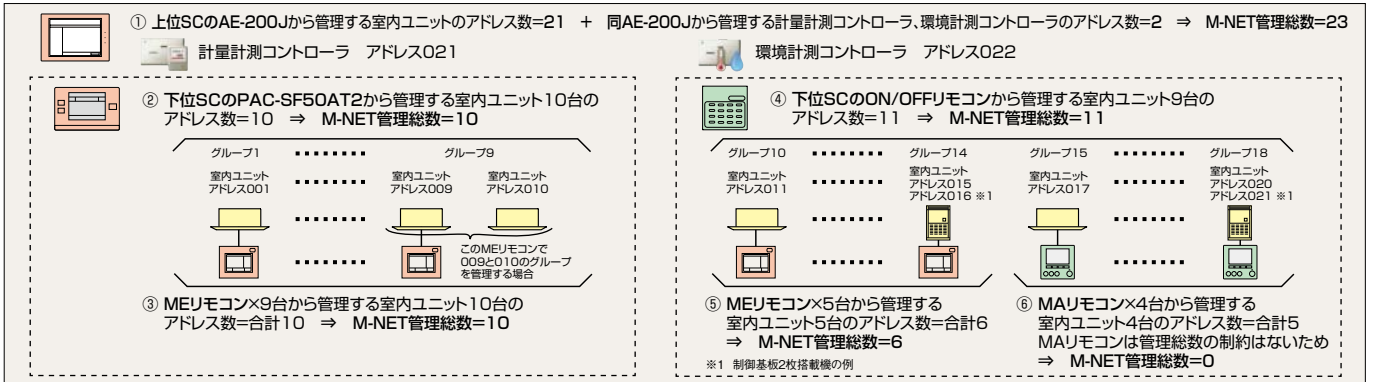 ① 上位SCのAE-200Jから管理する室内ユニットのアドレス数=21 + 同AE-200Jから管理する計量計測コントローラ、環境計測コントローラのアドレス数=2 ⇒ M-NET管理総数=23
計量計測コントローラ アドレス021
環境計測コントローラ アドレス022
② 下位SCのPAC-SF50AT2から管理する室内ユニット10台の
アドレス数=10 ⇒ M-NET管理総数=10
グループ1 ▪▪▪▪▪▪▪▪ グループ9
室内ユニット
アドレス001
▪▪▪▪▪▪▪▪
室内ユニット
アドレス009
室内ユニット
アドレス010
▪▪▪▪▪▪▪▪
▪▪▪▪▪▪▪▪
このMEリモコンで
009と010のグループ
を管理する場合
③ MEリモコン×9台から管理する室内ユニット10台の
アドレス数=合計10 ⇒ M-NET管理総数=10
④ 下位SCのON/OFFリモコンから管理する室内ユニット9台の
アドレス数=11 ⇒ M-NET管理総数=11
グループ10 ▪▪▪▪▪▪▪▪ グループ14
グループ15 ▪▪▪▪▪▪▪▪ グループ18
室内ユニット
アドレス011
▪▪▪▪▪▪▪▪
室内ユニット
アドレス015
アドレス016 ※1
室内ユニット
アドレス017
▪▪▪▪▪▪▪▪
室内ユニット
アドレス020
アドレス021 ※1
▪▪▪▪▪▪▪▪
▪▪▪▪▪▪▪▪
▪▪▪▪▪▪▪▪
▪▪▪▪▪▪▪▪
⑤ MEリモコン×5台から管理する
室内ユニット5台のアドレス数=合計6
⇒ M-NET管理総数=6
※1 制御基板2枚搭載機の例
⑥ MAリモコン×4台から管理する
室内ユニット4台のアドレス数=合計5
MAリモコンは管理総数の制約はないため
⇒ M-NET管理総数=0